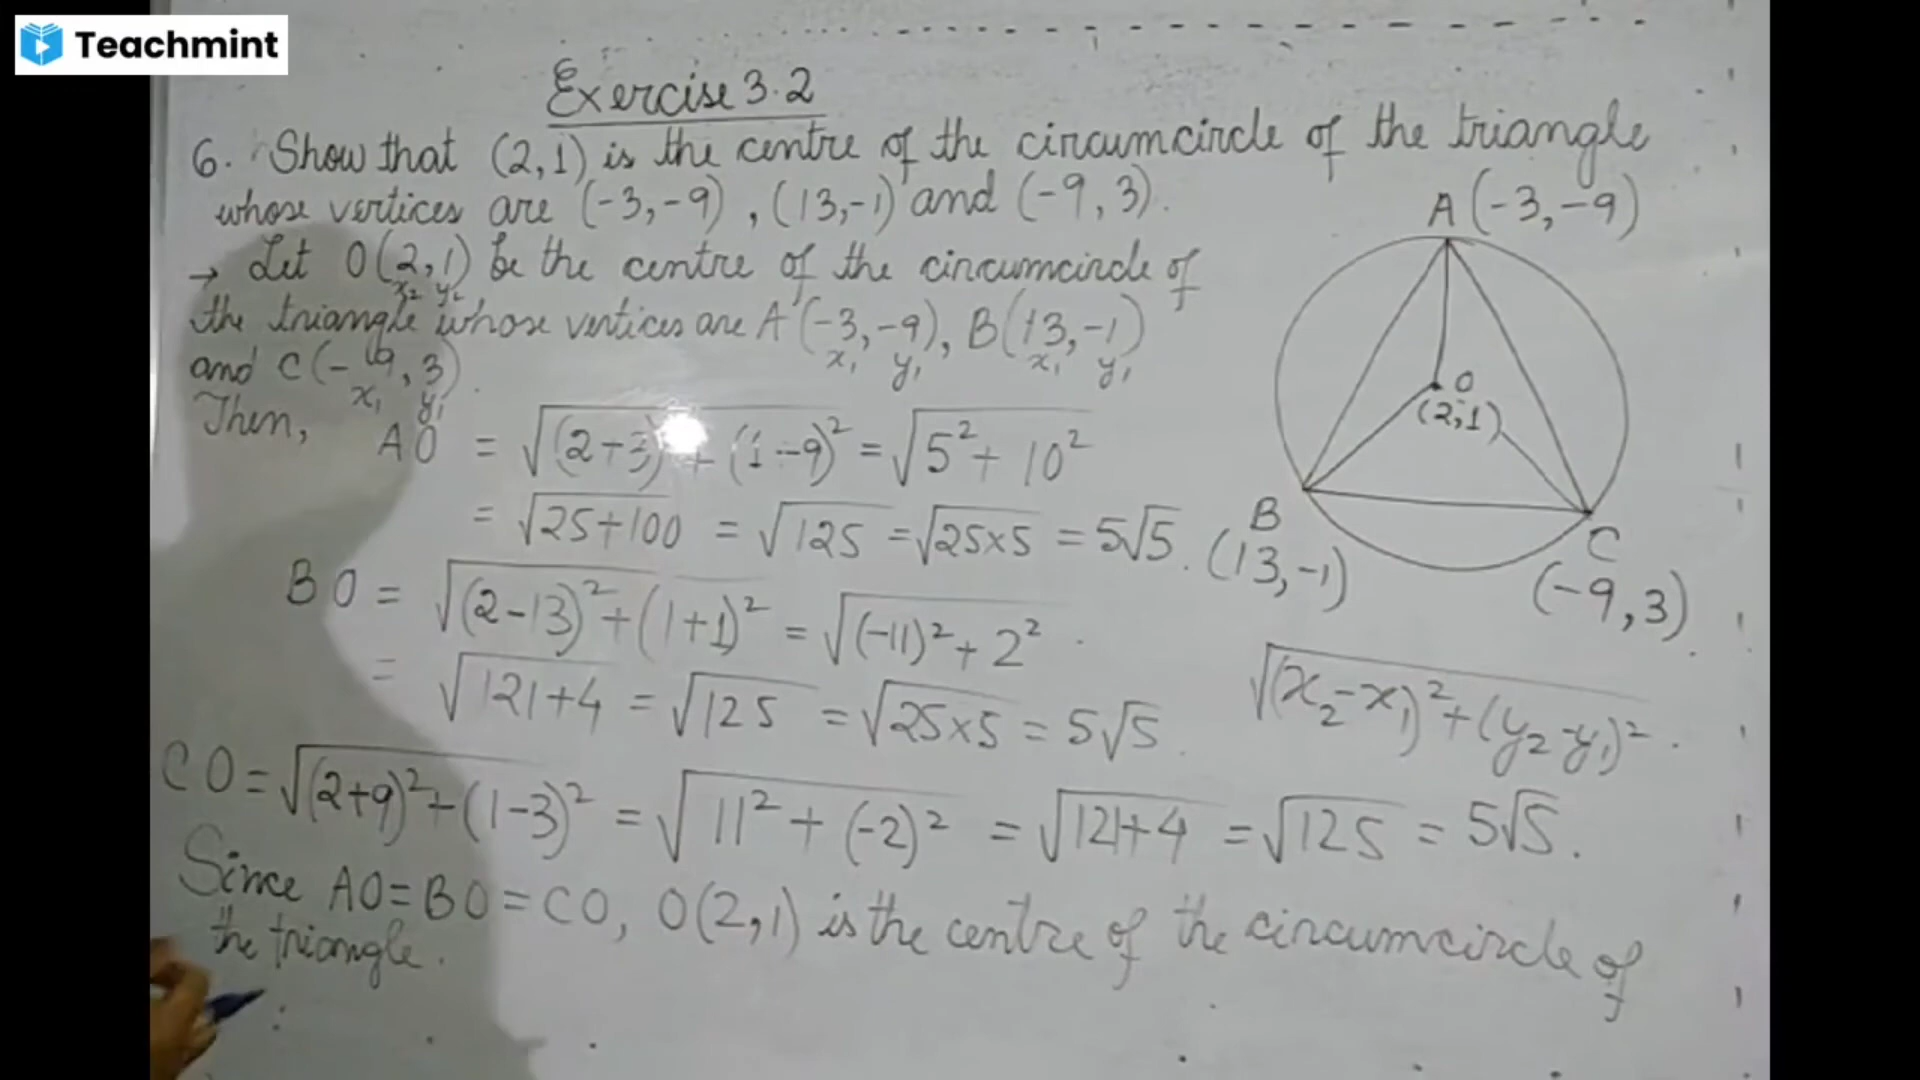 Teachmint
Exercise 3.2
6. Show that (2,1) is the centre of the circumcircle of the triangle
whose vertices are (-3,-9), (13,-1) and (-9,3).
→ Let O(2,1) be the centre of the circumcircle of
x₂ y₂
the triangle whose vertices are A(-3,-9), B(13,-1)
x₁ y₁ x₁ y₁
and C(-9,3).
x₁ y₁
Then,
AO = √(2+3) + (1--9)² = √5² + 10²
= √25+100 = √125 = √25×5 = 5√5.
BO = √(2-13)² + (1+1)² = √(-11)² + 2²
= √121+4 = √125 = √25×5 = 5√5.
CO = √(2+9)² + (1-3)² = √11² + (-2)² = √121+4 = √125 = 5√5.
Since AO = BO = CO, O(2,1) is the centre of the circumcircle of
the triangle.
A(-3,-9)
O
(2,1)
B
(13,-1)
C
(-9,3)
√(x₂-x₁)² + (y₂-y₁)².